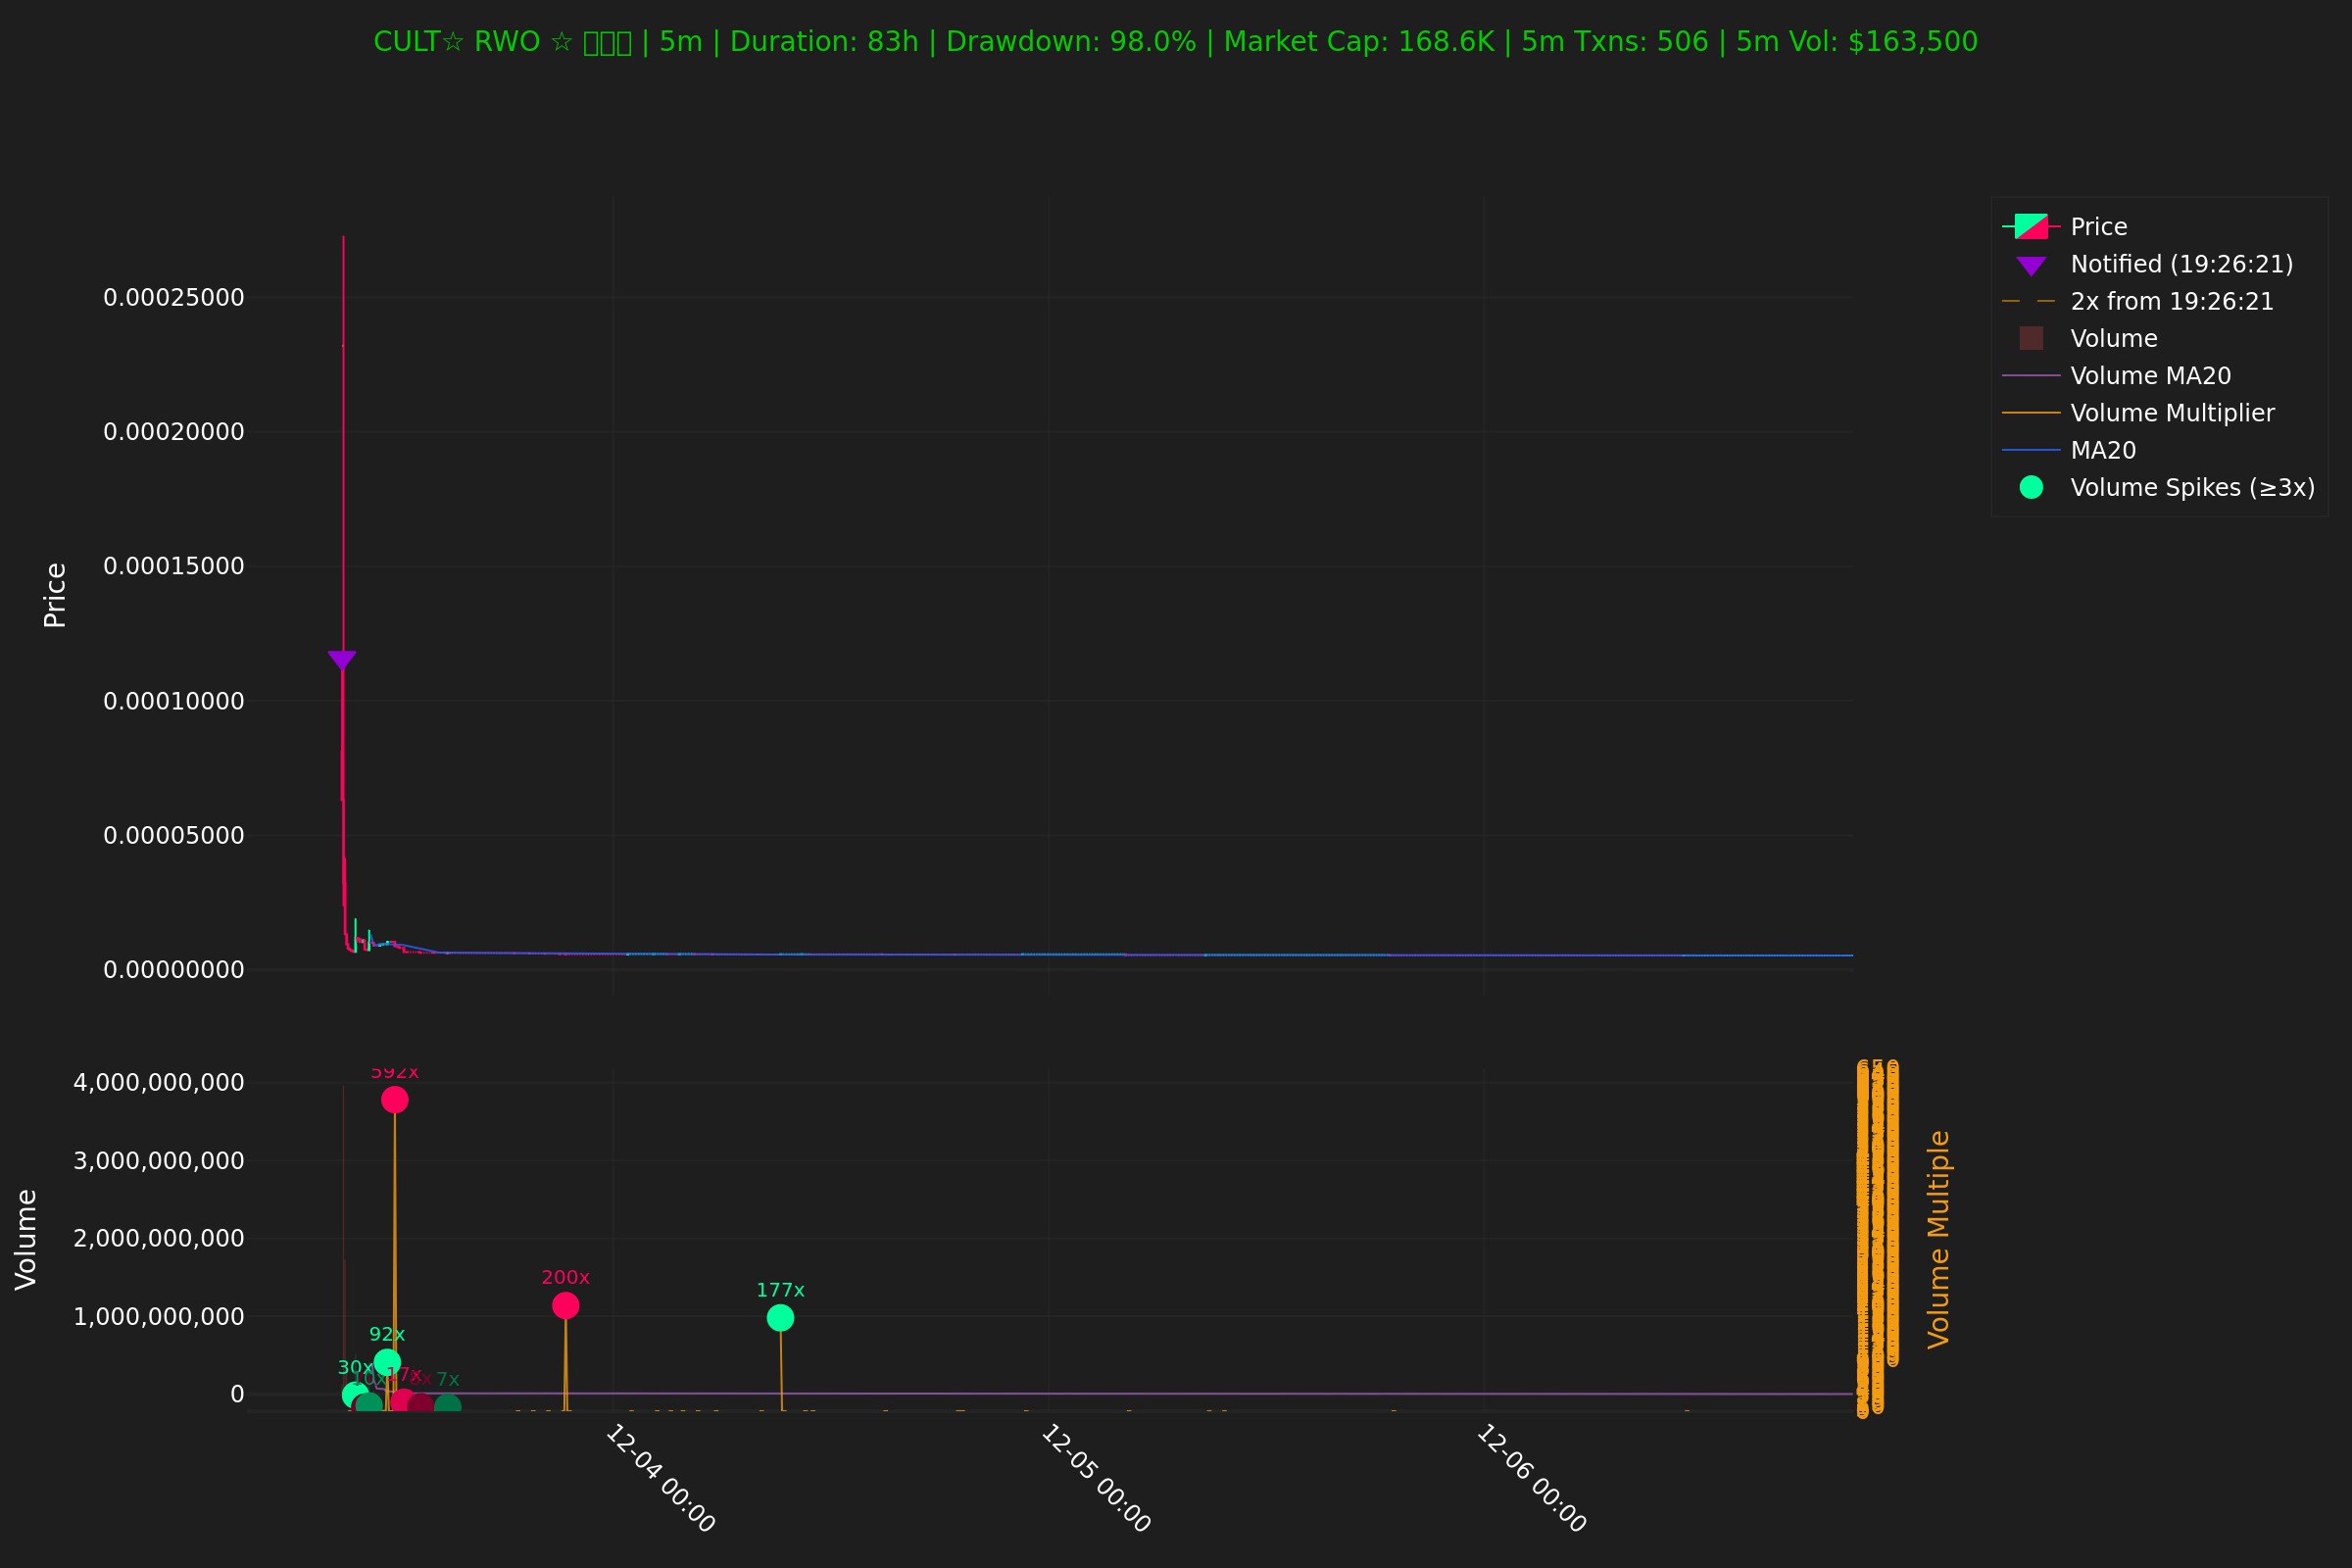 CULT☆ RWO ☆ | 5m | Duration: 83h | Drawdown: 98.0% | Market Cap: 168.6K | 5m Txns: 506 | 5m Vol: $163,500
Price
Notified (19:26:21)
2x from 19:26:21
Volume
Volume MA20
Volume Multiplier
MA20
Volume Spikes (≥3x)
Price
0.00025000
0.00020000
0.00015000
0.00010000
0.00005000
0.00000000
Volume
4,000,000,000
3,000,000,000
2,000,000,000
1,000,000,000
0
592x
200x
177x
92x
30x
10x
17x
7x
Volume Multiple
12-04 00:00
12-05 00:00
12-06 00:00